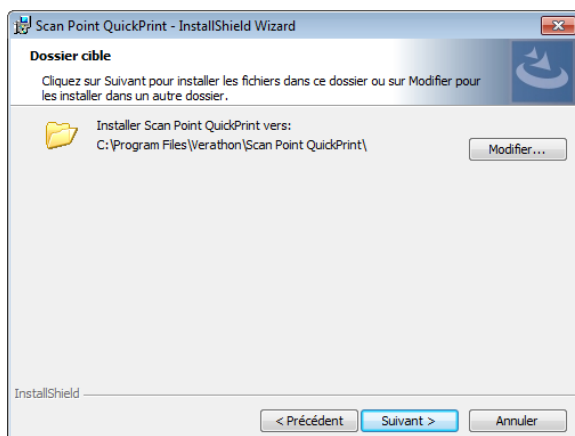 Scan Point QuickPrint - InstallShield Wizard
Dossier cible
Cliquez sur Suivant pour installer les fichiers dans ce dossier ou sur Modifier pour
les installer dans un autre dossier.
Installer Scan Point QuickPrint vers:
C:\Program Files\Verathon\Scan Point QuickPrint\
Modifier...
InstallShield
< Précédent
Suivant >
Annuler